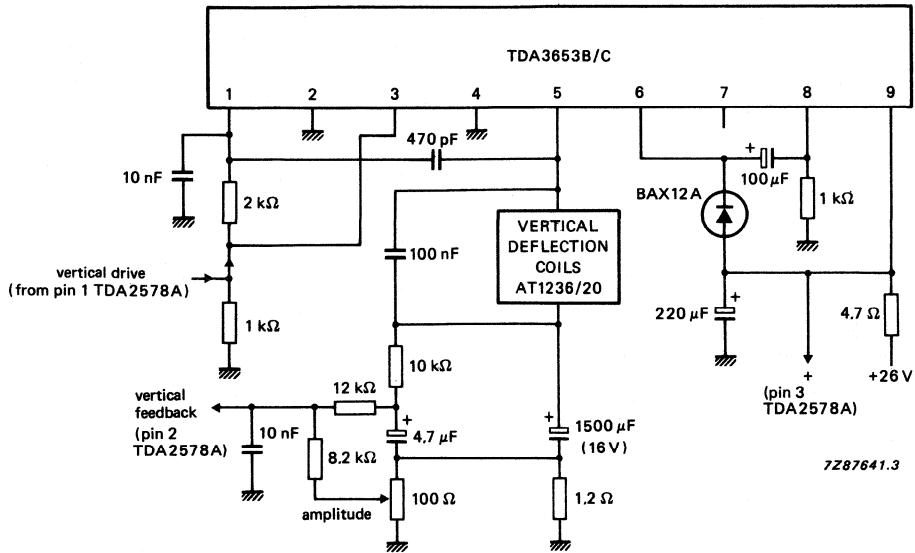 TDA3653B/C
1 2 3 4 5 6 7 8 9
470 pF
10 nF
2 kΩ
100 μF
BAX12A
1 kΩ
VERTICAL
DEFLECTION
COILS
AT1236/20
100 nF
vertical drive
(from pin 1 TDA2578A)
1 kΩ
220 μF
4.7 Ω
10 kΩ
+
(pin 3
TDA2578A)
+26 V
vertical
feedback
(pin 2
TDA2578A)
12 kΩ
10 nF
8.2 kΩ
4.7 μF
1500 μF
(16 V)
100 Ω
amplitude
1.2 Ω
7Z87641.3